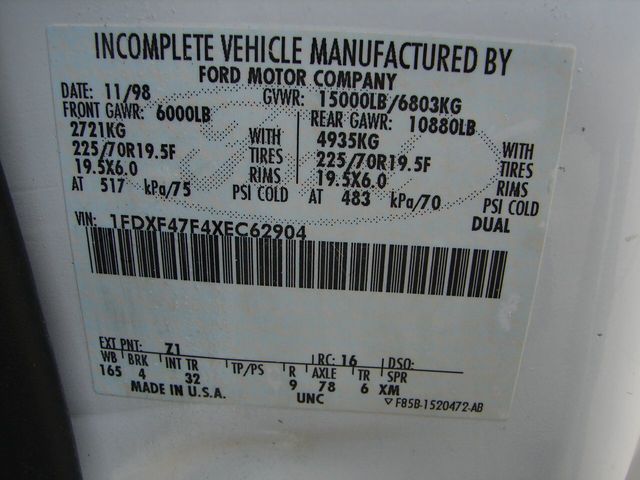 INCOMPLETE VEHICLE MANUFACTURED BY
FORD MOTOR COMPANY
DATE: 11/98 GVWR: 15000LB/6803KG
FRONT GAWR: 6000LB REAR GAWR: 10880LB
2721KG WITH 4935KG WITH
225/70R19.5F TIRES 225/70R19.5F TIRES
19.5X6.0 RIMS 19.5X6.0 RIMS
AT 517 kPa/75 PSI COLD AT 483 kPa/70 PSI COLD
DUAL
VIN: 1FDXF47F4XEC62904
EXT PNT: Z1 RC: 16 DSO:
WB BRK INT TR TP/PS R AXLE TR SPR
165 4 32 9 78 6 XM
MADE IN U.S.A. UNC ▽ F85B-1520472-AB